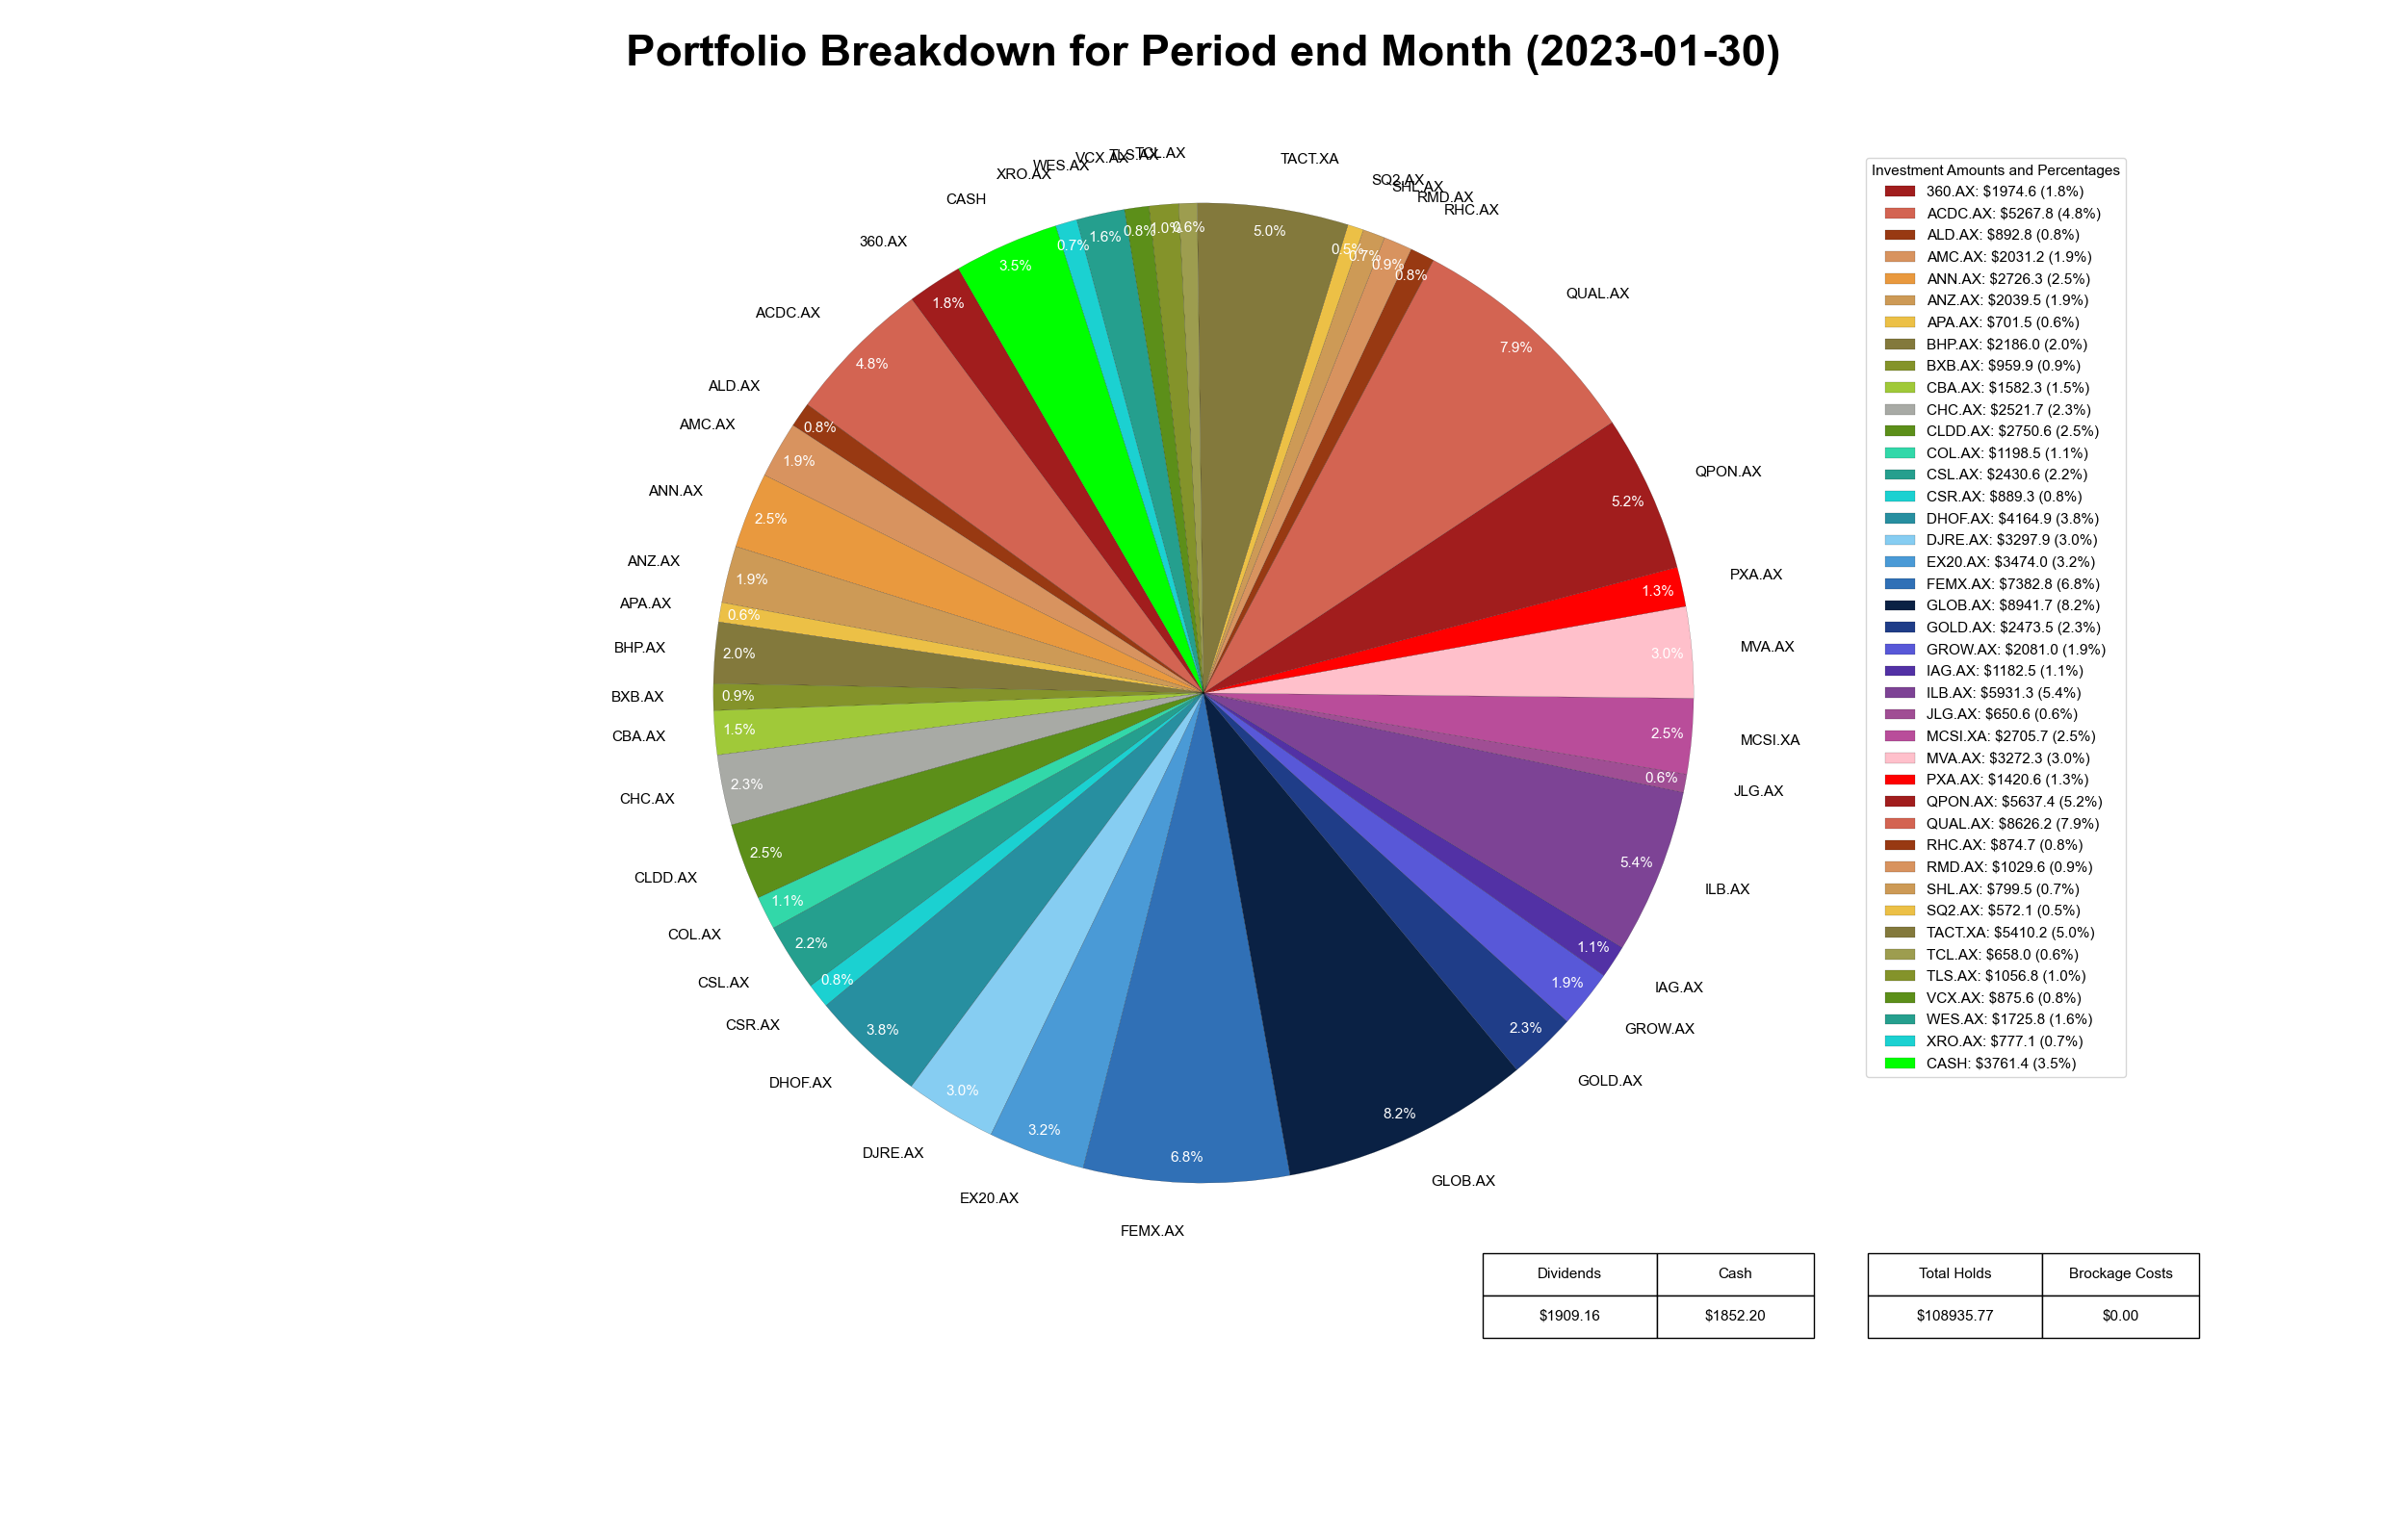 Portfolio Breakdown for Period end Month (2023-01-30)
TCL.AX
TLS.AX
VCX.AX
WES.AX
XRO.AX
CASH
360.AX
ACDC.AX
ALD.AX
AMC.AX
ANN.AX
ANZ.AX
APA.AX
BHP.AX
BXB.AX
CBA.AX
CHC.AX
CLDD.AX
COL.AX
CSL.AX
CSR.AX
DHOF.AX
DJRE.AX
EX20.AX
FEMX.AX
GLOB.AX
GOLD.AX
GROW.AX
IAG.AX
ILB.AX
JLG.AX
MCSI.XA
MVA.AX
PXA.AX
QPON.AX
QUAL.AX
RHC.AX
RMD.AX
SHL.AX
SQ2.AX
TACT.XA
0.6%
1.0%
0.8%
1.6%
0.7%
3.5%
1.8%
4.8%
0.8%
1.9%
2.5%
1.9%
0.6%
2.0%
0.9%
1.5%
2.3%
2.5%
1.1%
2.2%
0.8%
3.8%
3.0%
3.2%
6.8%
8.2%
2.3%
1.9%
1.1%
5.4%
0.6%
2.5%
3.0%
1.3%
5.2%
7.9%
0.8%
0.9%
0.7%
0.5%
5.0%
Investment Amounts and Percentages
360.AX: $1974.6 (1.8%)
ACDC.AX: $5267.8 (4.8%)
ALD.AX: $892.8 (0.8%)
AMC.AX: $2031.2 (1.9%)
ANN.AX: $2726.3 (2.5%)
ANZ.AX: $2039.5 (1.9%)
APA.AX: $701.5 (0.6%)
BHP.AX: $2186.0 (2.0%)
BXB.AX: $959.9 (0.9%)
CBA.AX: $1582.3 (1.5%)
CHC.AX: $2521.7 (2.3%)
CLDD.AX: $2750.6 (2.5%)
COL.AX: $1198.5 (1.1%)
CSL.AX: $2430.6 (2.2%)
CSR.AX: $889.3 (0.8%)
DHOF.AX: $4164.9 (3.8%)
DJRE.AX: $3297.9 (3.0%)
EX20.AX: $3474.0 (3.2%)
FEMX.AX: $7382.8 (6.8%)
GLOB.AX: $8941.7 (8.2%)
GOLD.AX: $2473.5 (2.3%)
GROW.AX: $2081.0 (1.9%)
IAG.AX: $1182.5 (1.1%)
ILB.AX: $5931.3 (5.4%)
JLG.AX: $650.6 (0.6%)
MCSI.XA: $2705.7 (2.5%)
MVA.AX: $3272.3 (3.0%)
PXA.AX: $1420.6 (1.3%)
QPON.AX: $5637.4 (5.2%)
QUAL.AX: $8626.2 (7.9%)
RHC.AX: $874.7 (0.8%)
RMD.AX: $1029.6 (0.9%)
SHL.AX: $799.5 (0.7%)
SQ2.AX: $572.1 (0.5%)
TACT.XA: $5410.2 (5.0%)
TCL.AX: $658.0 (0.6%)
TLS.AX: $1056.8 (1.0%)
VCX.AX: $875.6 (0.8%)
WES.AX: $1725.8 (1.6%)
XRO.AX: $777.1 (0.7%)
CASH: $3761.4 (3.5%)
Dividends Cash
$1909.16 $1852.20
Total Holds Brockage Costs
$108935.77 $0.00